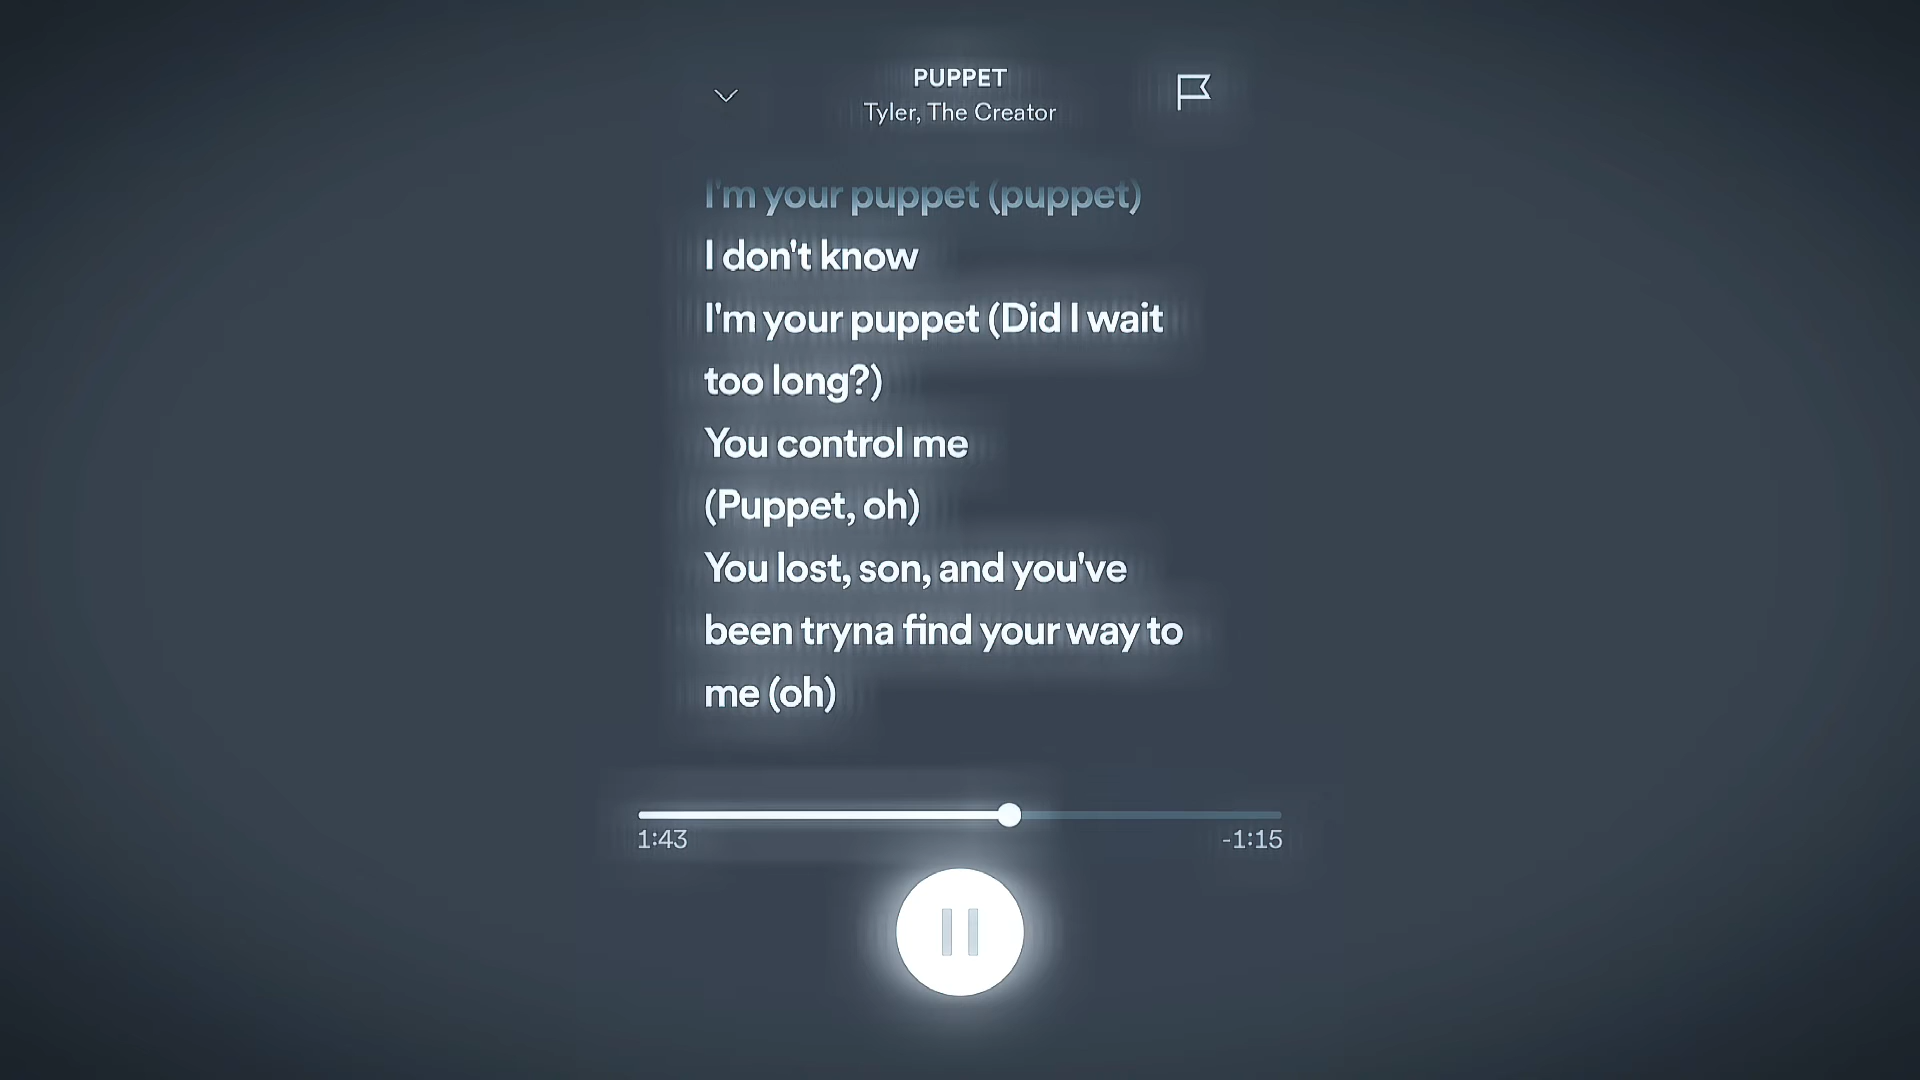 PUPPET
Tyler, The Creator
I'm your puppet (puppet)
I don't know
I'm your puppet (Did I wait
too long?)
You control me
(Puppet, oh)
You lost, son, and you've
been tryna find your way to
me (oh)
1:43
-1:15